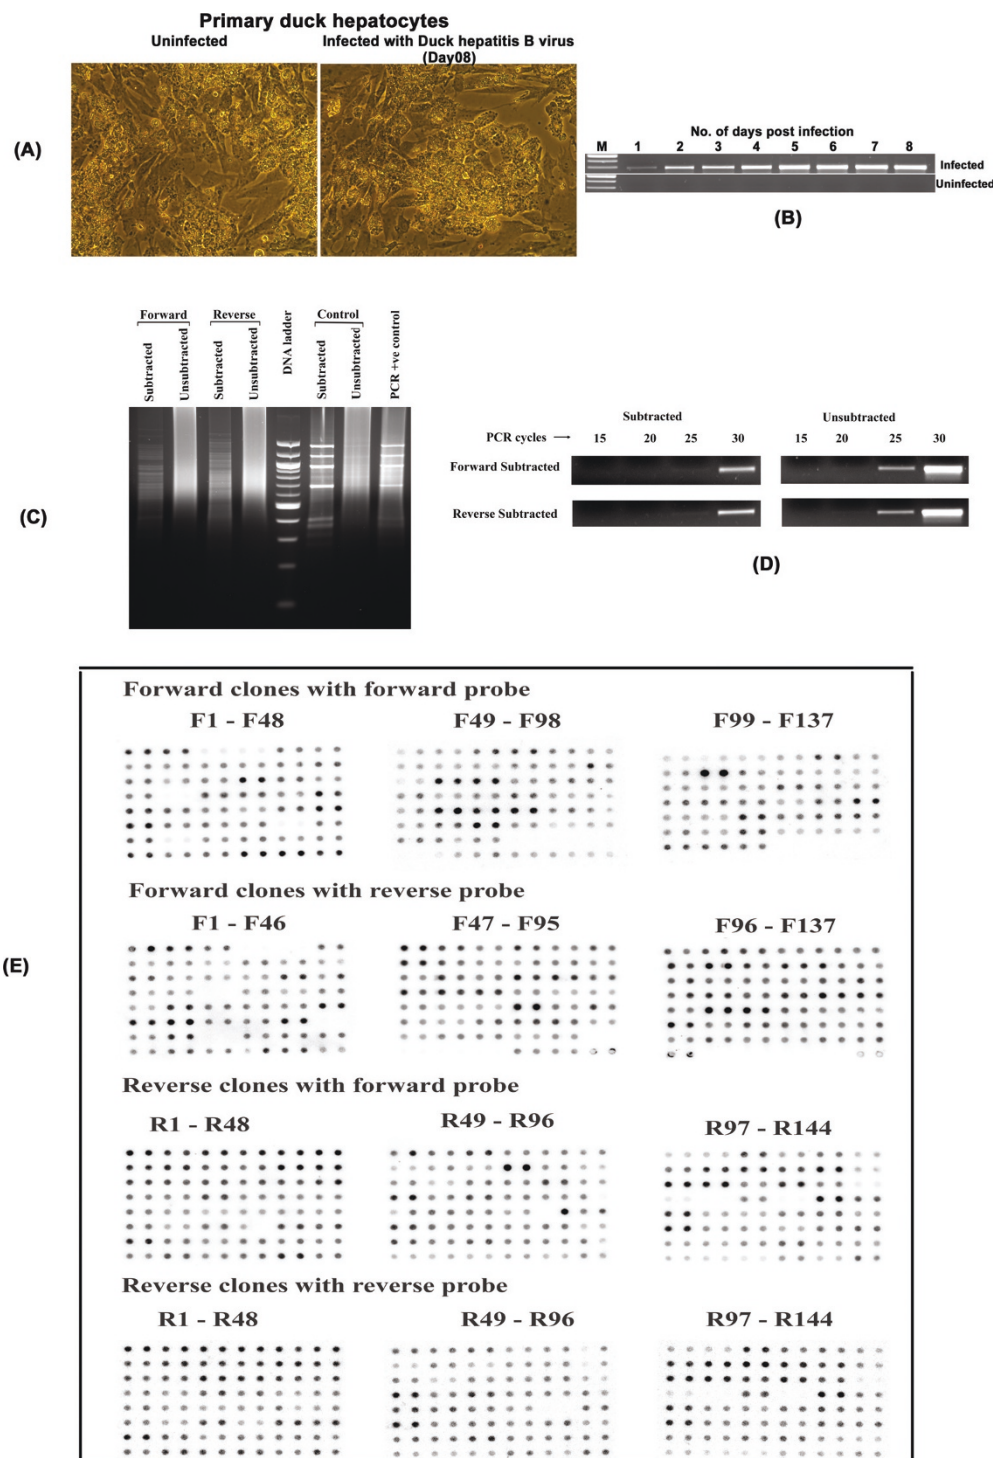 Primary duck hepatocytes
Uninfected
Infected with Duck hepatitis B virus
(Day08)
(A)
No. of days post infection
M 1 2 3 4 5 6 7 8
Infected
Uninfected
(B)
Forward Reverse Control
Subtracted Unsubtracted Subtracted Unsubtracted DNA ladder Subtracted Unsubtracted PCR +ve control
(C)
Subtracted Unsubtracted
PCR cycles → 15 20 25 30 15 20 25 30
Forward Subtracted
Reverse Subtracted
(D)
Forward clones with forward probe
F1 - F48 F49 - F98 F99 - F137
Forward clones with reverse probe
F1 - F46 F47 - F95 F96 - F137
(E)
Reverse clones with forward probe
R1 - R48 R49 - R96 R97 - R144
Reverse clones with reverse probe
R1 - R48 R49 - R96 R97 - R144